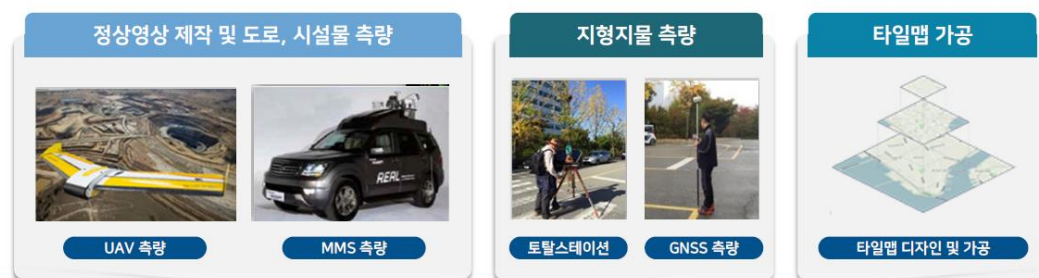 정상영상 제작 및 도로, 시설물 측량
지형지물 측량
타일맵 가공
REAL
UAV 측량
MMS 측량
토탈스테이션
GNSS 측량
타일맵 디자인 및 가공